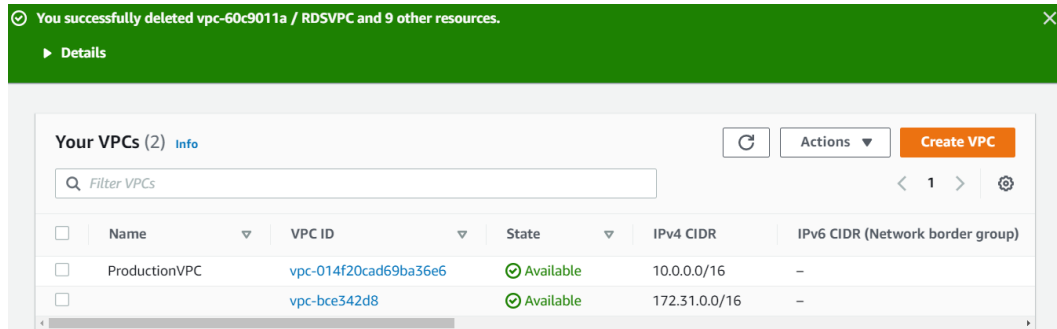 You successfully deleted vpc-60c9011a / RDSVPC and 9 other resources.
Details
Your VPCs (2) Info
Actions
Create VPC
Filter VPCs
1
Name VPC ID State IPv4 CIDR IPv6 CIDR (Network border group)
ProductionVPC vpc-014f20cad69ba36e6 Available 10.0.0.0/16 –
vpc-bce342d8 Available 172.31.0.0/16 –